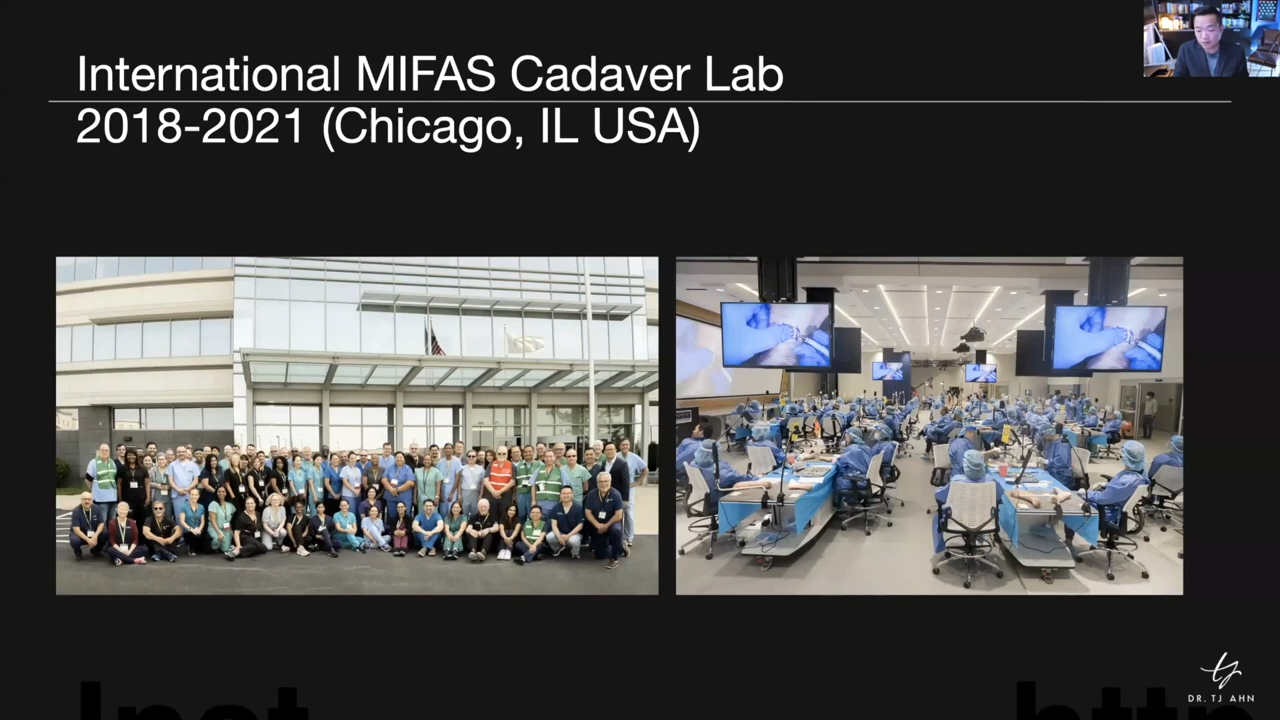 International MIFAS Cadaver Lab
2018-2021 (Chicago, IL USA)
DR. TJ AHN